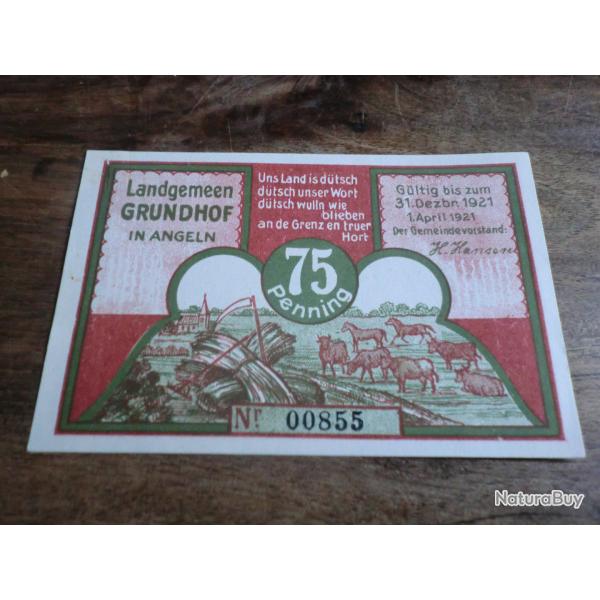 Landgemeen
GRUNDHOF
IN ANGELN
Uns Land is dütsch
dütsch unser Wort
dütsch wulln wie
blieben
an de Grenz en truer
Hort
Gültig bis zum
31. Dezbr. 1921
1. April 1921
Der Gemeindevorstand:
H. Hansen
75
Penning
Nr. 00855
NaturaBuy